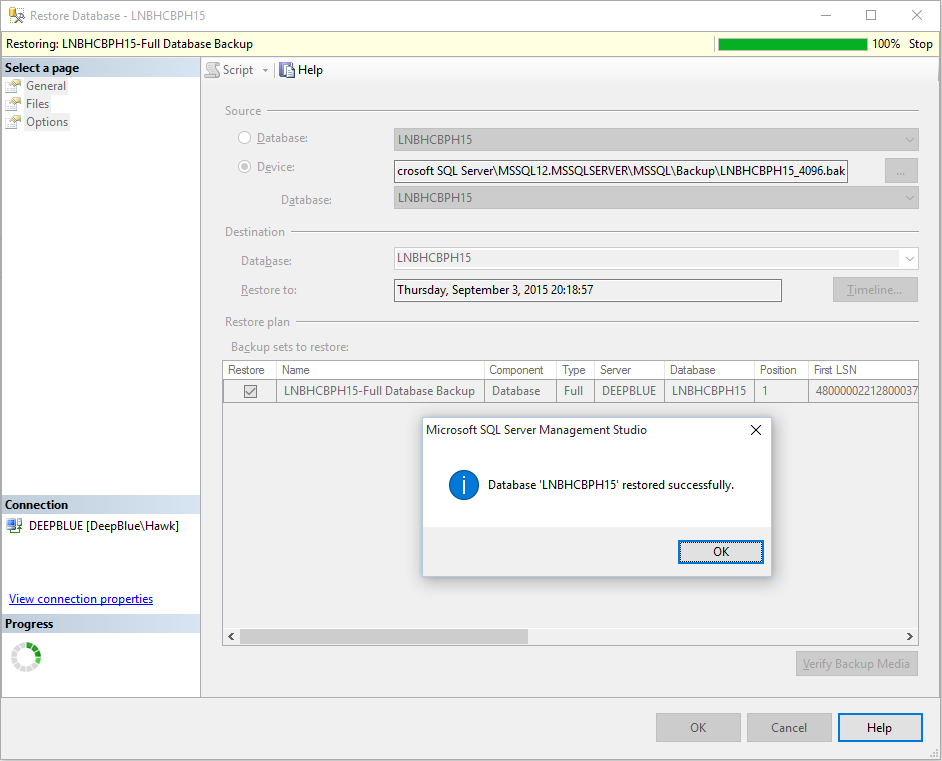 Restore Database - LNBHCBPH15
Restoring: LNBHCBPH15-Full Database Backup
100% Stop
Select a page
General
Files
Options
Script
Help
Source
Database:
LNBHCBPH15
Device:
crosoft SQL Server\MSSQL12.MSSQLSERVER\MSSQL\Backup\LNBHCBPH15_4096.bak
...
Database:
LNBHCBPH15
Destination
Database:
LNBHCBPH15
Restore to:
Thursday, September 3, 2015 20:18:57
Timeline...
Restore plan
Backup sets to restore:
Restore Name Component Type Server Database Position First LSN
LNBHCBPH15-Full Database Backup Database Full DEEPBLUE LNBHCBPH15 1 48000002212800037
Microsoft SQL Server Management Studio
Database 'LNBHCBPH15' restored successfully.
OK
Connection
DEEPBLUE [DeepBlue\Hawk]
View connection properties
Progress
Verify Backup Media
OK Cancel Help